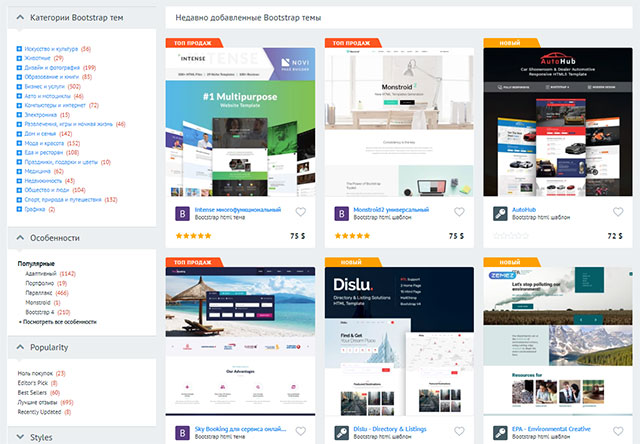 Категории Bootstrap тем
Искусство и культура (56)
Животные (29)
Дизайн и фотография (199)
Образование и книги (83)
Бизнес и услуги (302)
Авто и мотоциклы (46)
Компьютеры и интернет (72)
Электроника (13)
Развлечения, игры и ночная жизнь (46)
Дом и семья (142)
Мода и красота (132)
Еда и ресторан (108)
Праздники, подарки и цветы (10)
Медицина (62)
Недвижимость (43)
Общество и люди (104)
Спорт, природа и путешествия (132)
Графика (2)
Особенности
Популярные
Адаптивный (1142)
Портфолио (19)
Параллакс (466)
Monstroid (1)
Bootstrap 4 (210)
+ Посмотреть все особенности
Popularity
Ноль покупок (23)
Editor's Pick (8)
Best Sellers (60)
Лучшие отзывы (695)
Recently Updated (8)
Styles
Недавно добавленные Bootstrap темы
ТОП ПРОДАЖ
INTENSE
NOVI
#1 Multipurpose
Website Template
Intense многофункциональный
Bootstrap html тема
75 $
ТОП ПРОДАЖ
Monstroid
Monstroid2 универсальный
Bootstrap html шаблон
75 $
НОВЫЙ
AutoHub
Car Showroom & Dealer Automotive
Responsive HTML5 Template
AutoHub
Bootstrap html шаблон
72 $
ТОП ПРОДАЖ
Our Advantages
Sky Booking для сервиса онлай...
Bootstrap html тема
НОВЫЙ
Dislu.
Directory & Listing Solutions
HTML Template
Dislu.
Find & Get
Your Dream Place
Dislu - Directory & Listings
Bootstrap html шаблон
НОВЫЙ
ZEMEZ
Let's stop polluting our
environment!
Resources for
EPA - Environmental Creative
Bootstrap html шаблон